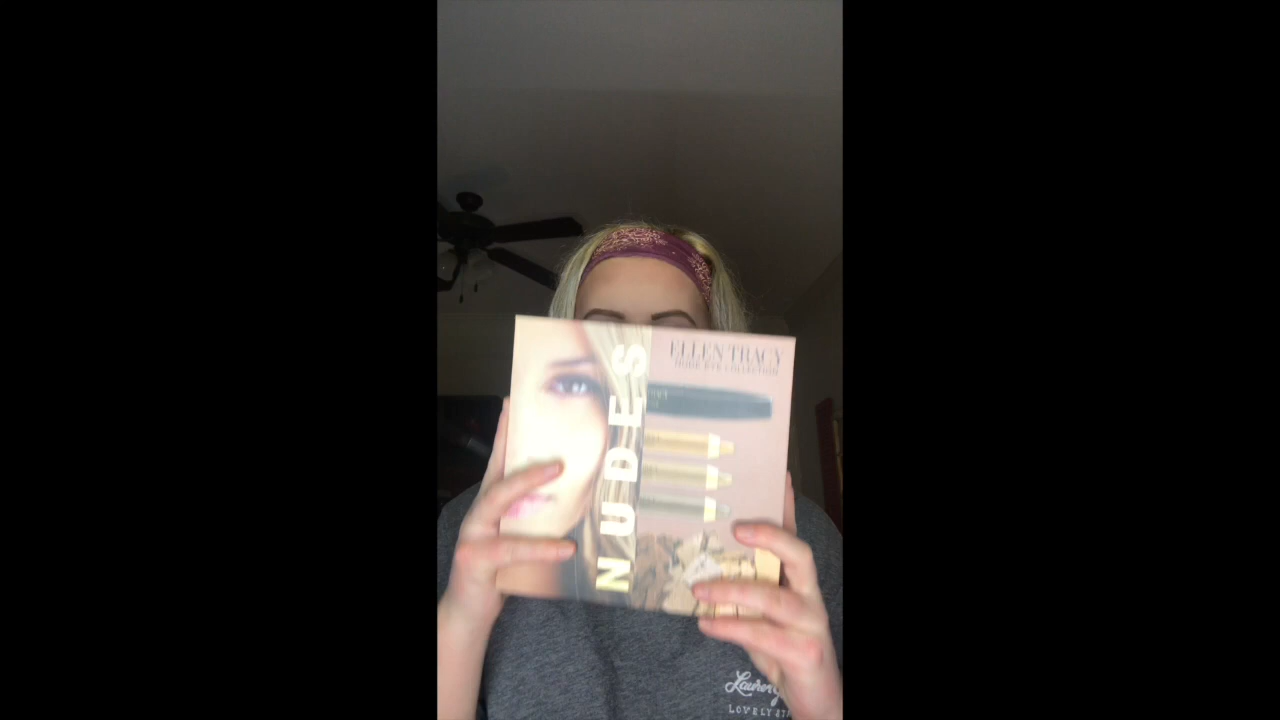 ELLEN TRACY
NUDE EYE COLLECTION
NUDES
Lauren
LOVELY